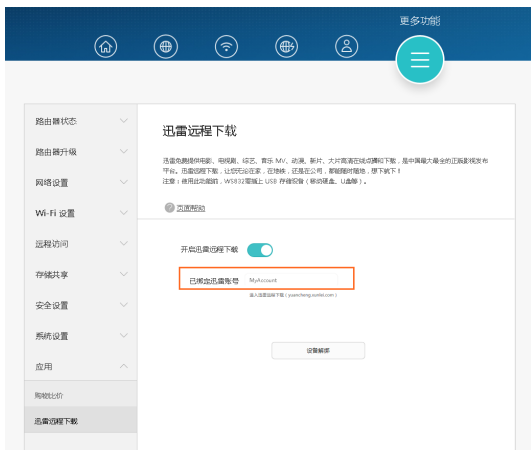 更多功能
路由器状态
路由器升级
网络设置
Wi-Fi 设置
远程访问
存储共享
安全设置
系统设置
应用
购物比价
迅雷远程下载
迅雷远程下载
迅雷免费提供电影、电视剧、综艺、音乐 MV、动漫、新片、大片高清在线点播和下载，是中国最大最全的正版影视发布
平台。迅雷远程下载，让您无论在家，在地铁，还是在公司，都能随时随地，想下就下！
注意：使用此功能前，WS832需插上 USB 存储设备（移动硬盘、U盘等）。
页面帮助
开启迅雷远程下载
已绑定迅雷账号 MyAccount
进入迅雷远程下载（yuancheng.xunlei.com）
设备解绑